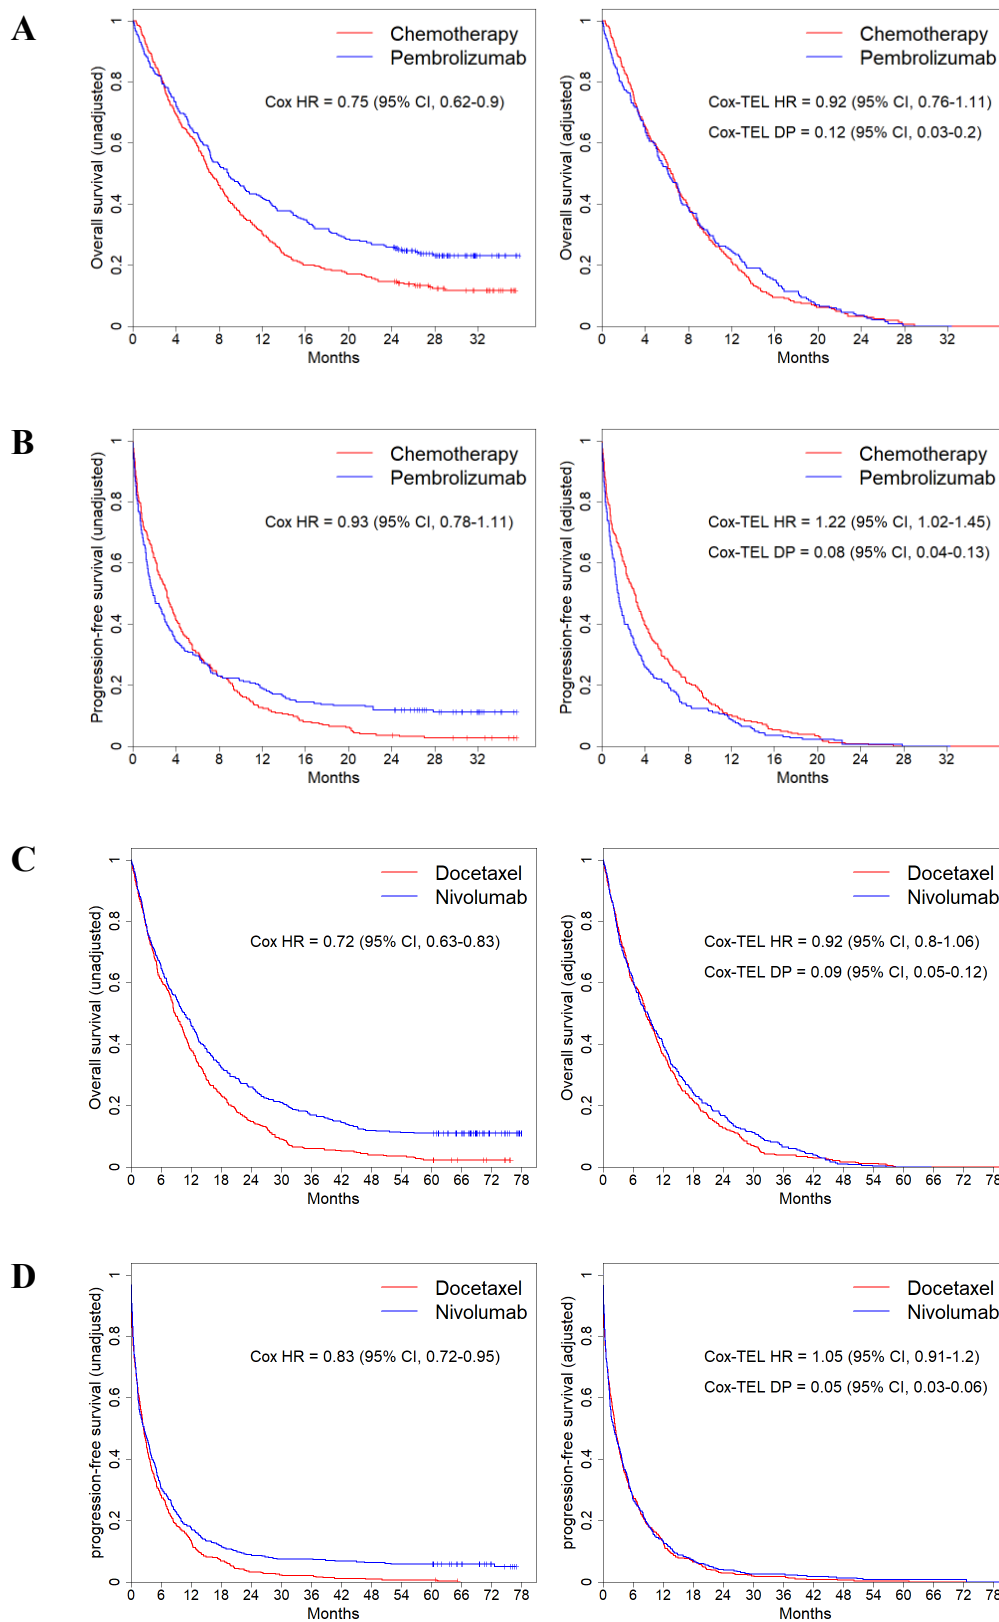 A
Overall survival (unadjusted)
0 0.2 0.4 0.6 0.8 1
Chemotherapy
Pembrolizumab
Cox HR = 0.75 (95% CI, 0.62-0.9)
0 4 8 12 16 20 24 28 32
Months
Overall survival (adjusted)
0 0.2 0.4 0.6 0.8 1
Chemotherapy
Pembrolizumab
Cox-TEL HR = 0.92 (95% CI, 0.76-1.11)
Cox-TEL DP = 0.12 (95% CI, 0.03-0.2)
0 4 8 12 16 20 24 28 32
Months
B
Progression-free survival (unadjusted)
0 0.2 0.4 0.6 0.8 1
Chemotherapy
Pembrolizumab
Cox HR = 0.93 (95% CI, 0.78-1.11)
0 4 8 12 16 20 24 28 32
Months
Progression-free survival (adjusted)
0 0.2 0.4 0.6 0.8 1
Chemotherapy
Pembrolizumab
Cox-TEL HR = 1.22 (95% CI, 1.02-1.45)
Cox-TEL DP = 0.08 (95% CI, 0.04-0.13)
0 4 8 12 16 20 24 28 32
Months
C
Overall survival (unadjusted)
0 0.2 0.4 0.6 0.8 1
Docetaxel
Nivolumab
Cox HR = 0.72 (95% CI, 0.63-0.83)
0 6 12 18 24 30 36 42 48 54 60 66 72 78
Months
Overall survival (adjusted)
0 0.2 0.4 0.6 0.8 1
Docetaxel
Nivolumab
Cox-TEL HR = 0.92 (95% CI, 0.8-1.06)
Cox-TEL DP = 0.09 (95% CI, 0.05-0.12)
0 6 12 18 24 30 36 42 48 54 60 66 72 78
Months
D
progression-free survival (unadjusted)
0 0.2 0.4 0.6 0.8 1
Docetaxel
Nivolumab
Cox HR = 0.83 (95% CI, 0.72-0.95)
0 6 12 18 24 30 36 42 48 54 60 66 72 78
Months
progression-free survival (adjusted)
0 0.2 0.4 0.6 0.8 1
Docetaxel
Nivolumab
Cox-TEL HR = 1.05 (95% CI, 0.91-1.2)
Cox-TEL DP = 0.05 (95% CI, 0.03-0.06)
0 6 12 18 24 30 36 42 48 54 60 66 72 78
Months